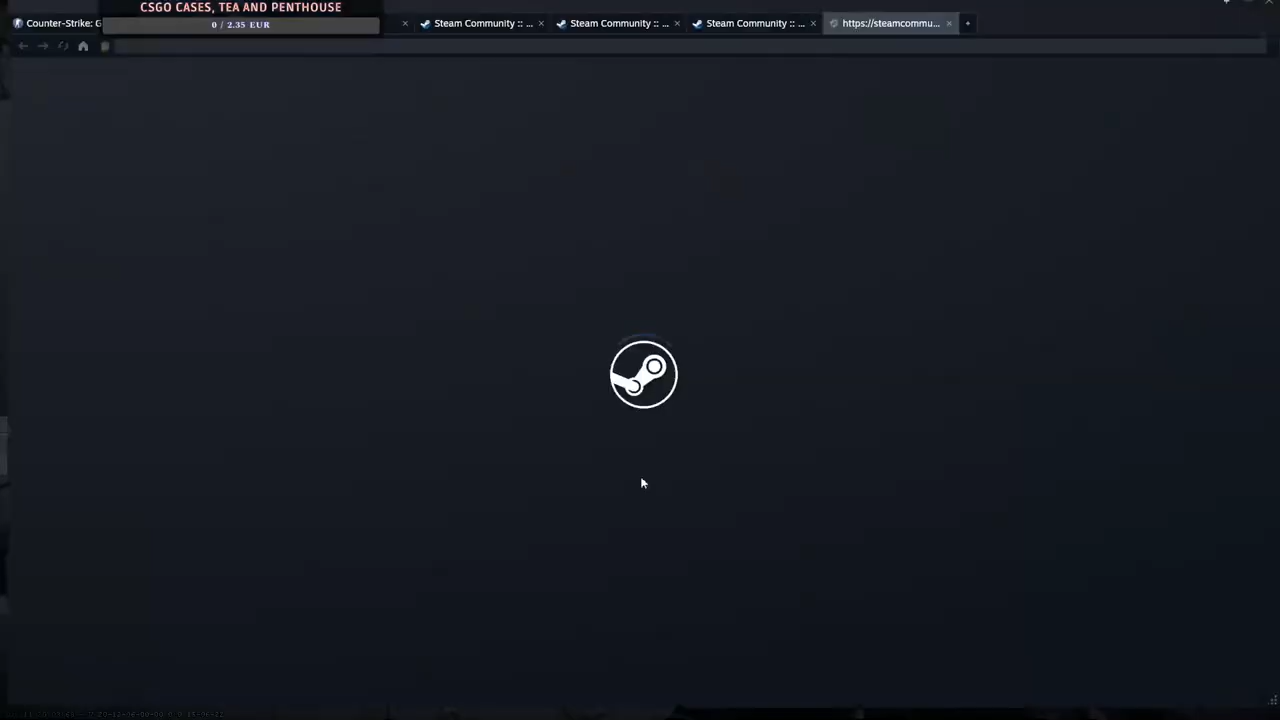 CSGO CASES, TEA AND PENTHOUSE
0 / 2.35 EUR
Counter-Strike: G
Steam Community :: ...
Steam Community :: ...
Steam Community :: ...
https://steamcommu...